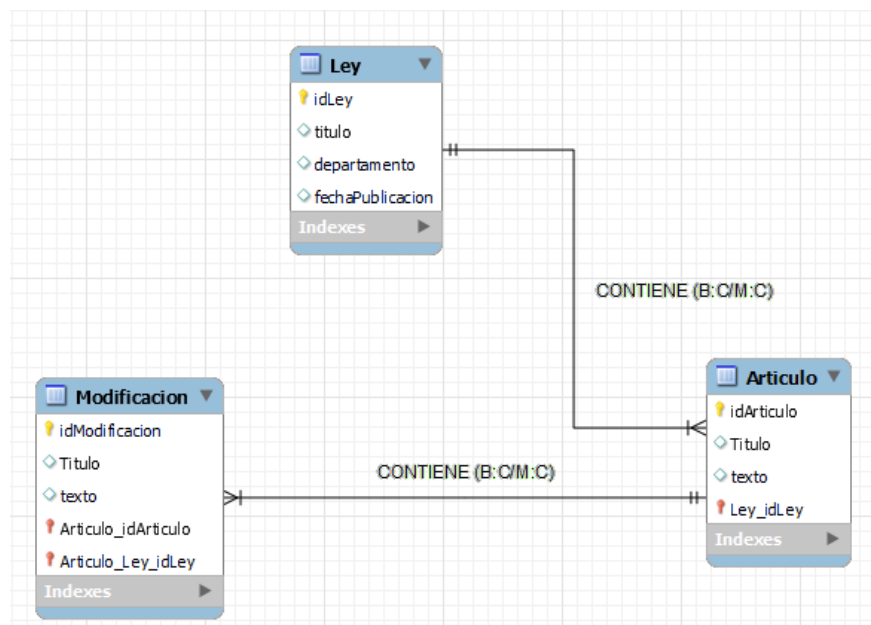 Ley
idLey
titulo
departamento
fechaPublicacion
Indexes
CONTIENE (B:C/M:C)
Articulo
idArticulo
Titulo
texto
Ley_idLey
Indexes
Modificacion
idModificacion
Titulo
texto
Articulo_idArticulo
Articulo_Ley_idLey
Indexes
CONTIENE (B:C/M:C)